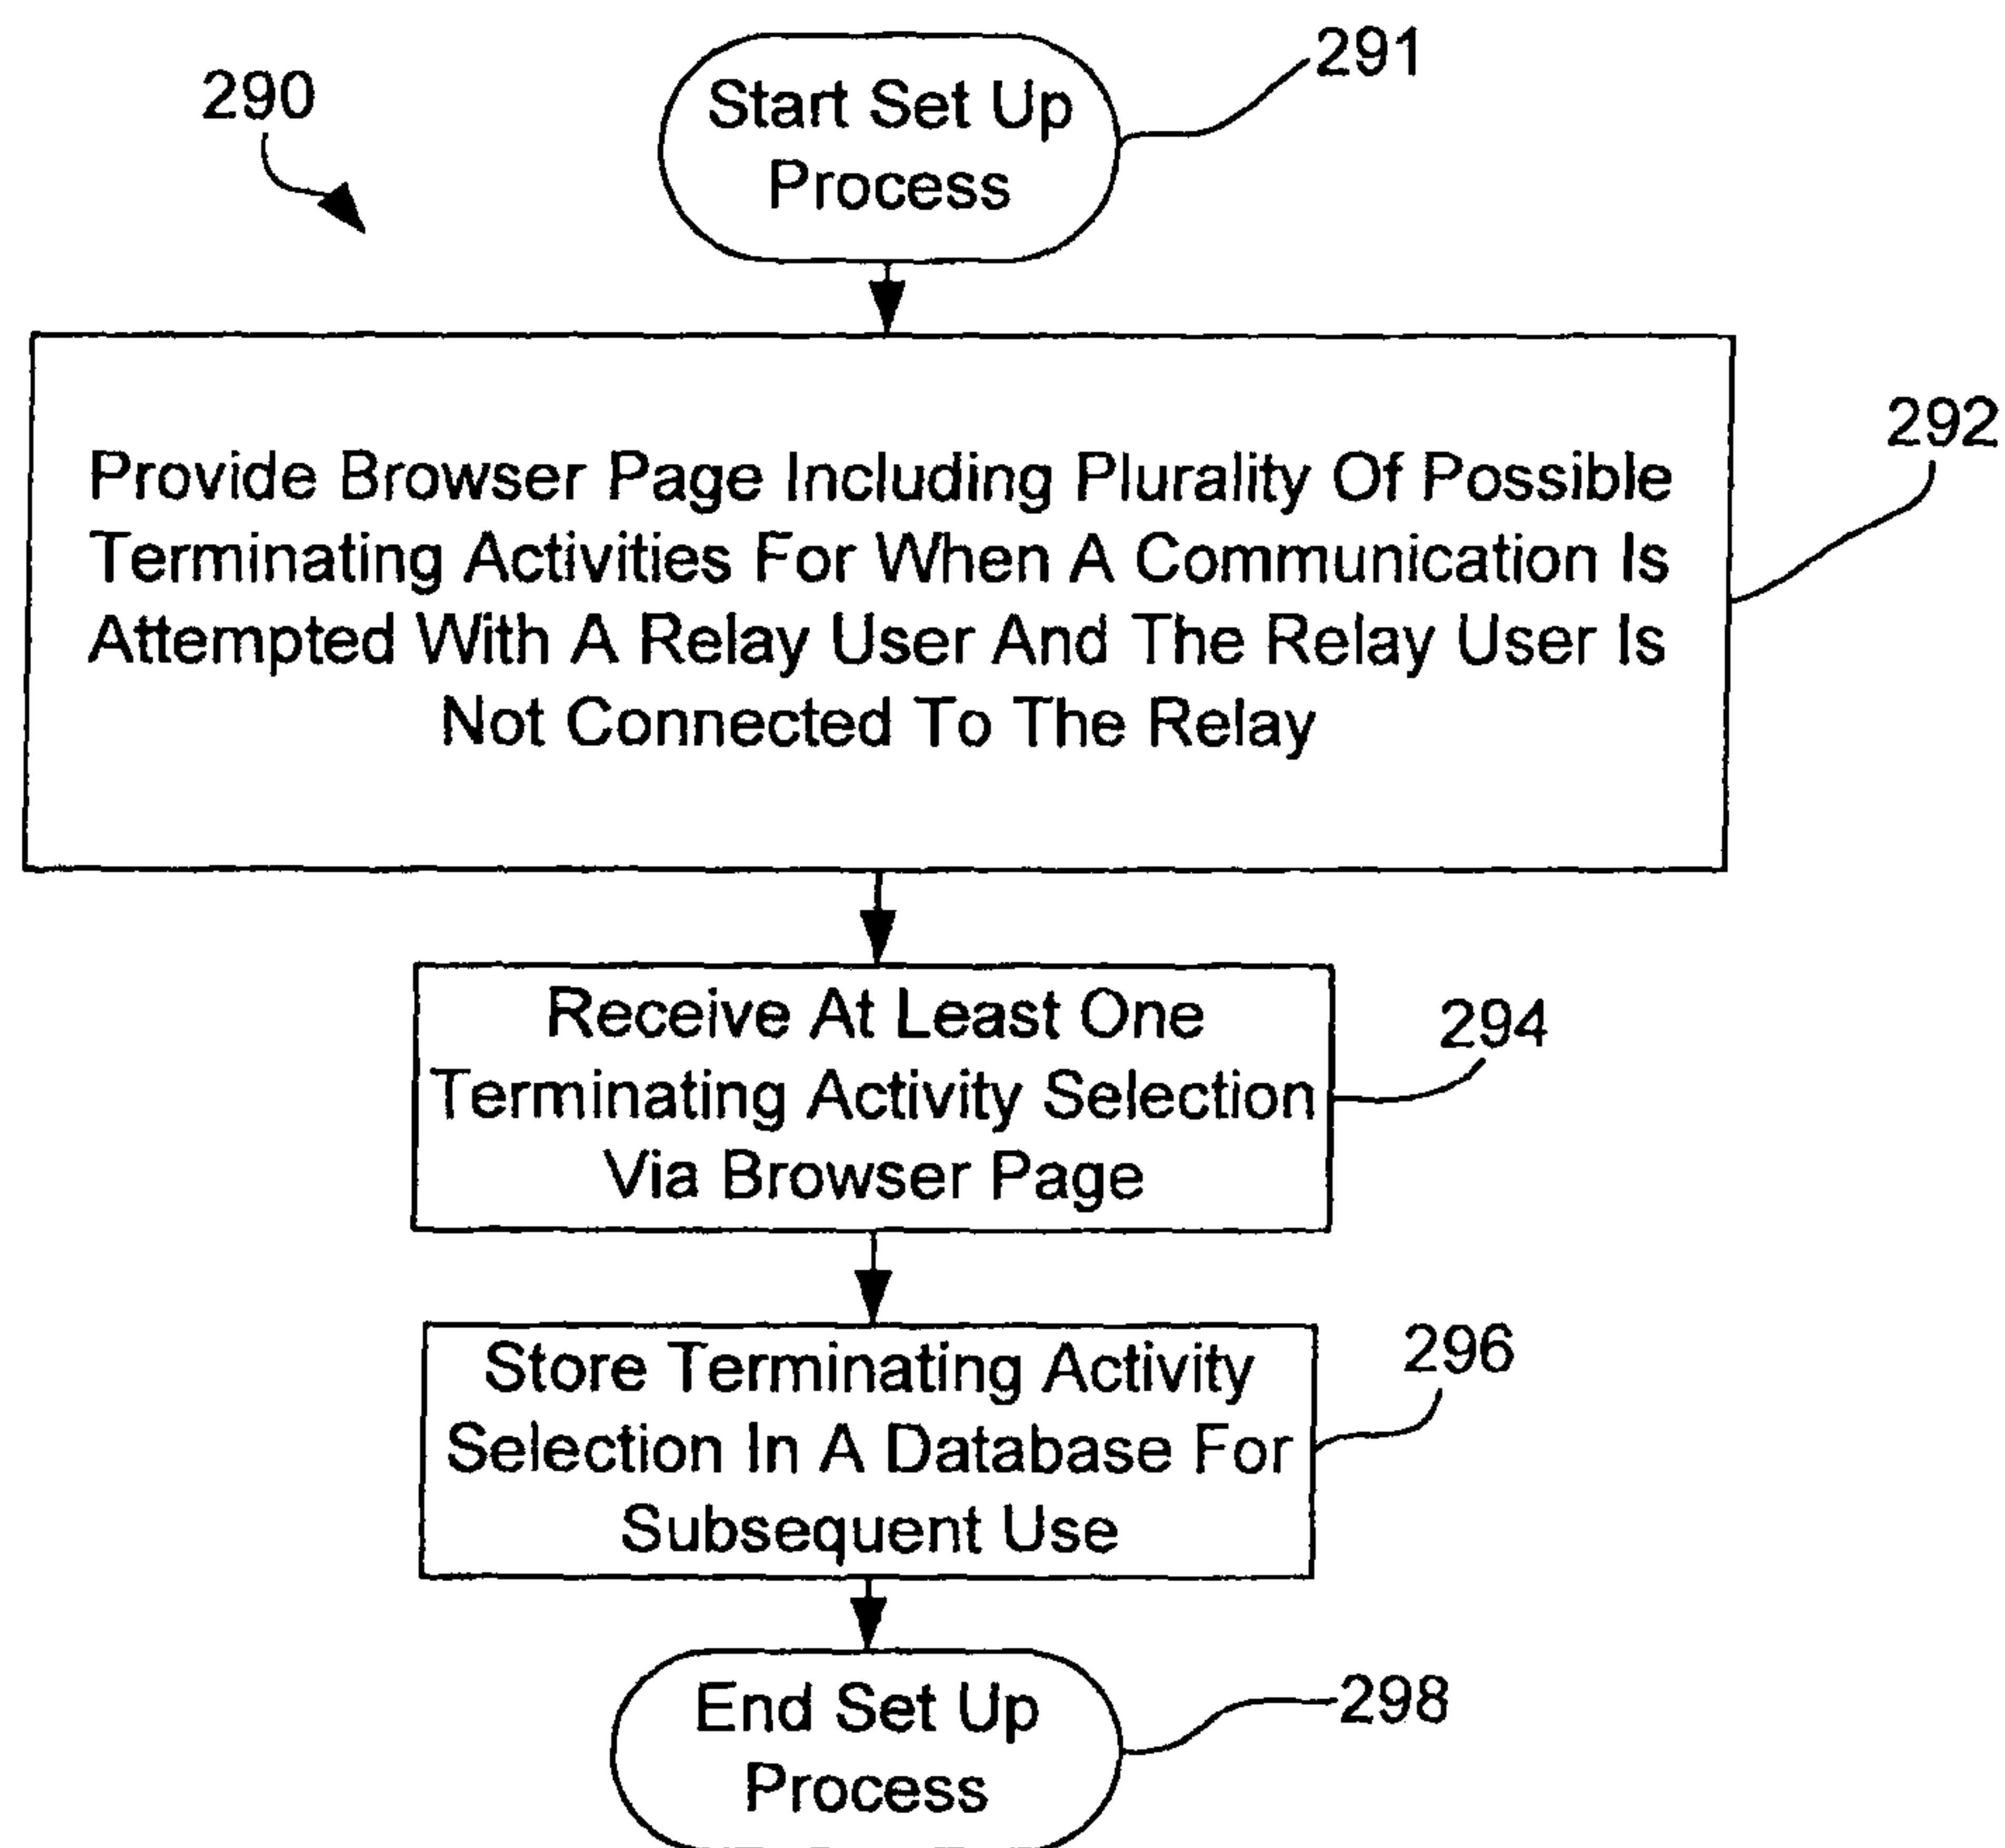 291
290
Start Set Up
Process
292
Provide Browser Page Including Plurality Of Possible
Terminating Activities For When A Communication Is
Attempted With A Relay User And The Relay User Is
Not Connected To The Relay
294
Receive At Least One
Terminating Activity Selection
Via Browser Page
296
Store Terminating Activity
Selection In A Database For
Subsequent Use
298
End Set Up
Process